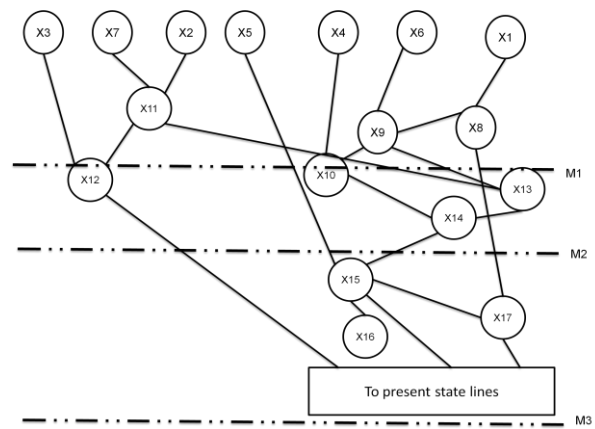 X3 X7 X2 X5 X4 X6 X1
X11
X9 X8
M1
X12 X10 X13
X14
M2
X15
X17
X16
To present state lines
M3